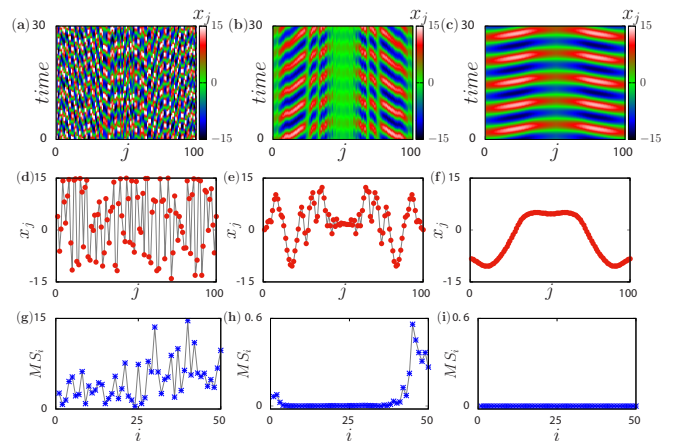 (a) 30 time 0 0 j 100 x_j 15 0 −15
(b) 30 time 0 0 j 100 x_j 15 0 −15
(c) 30 time 0 0 j 100 x_j 15 0 −15
(d) 15 x_j 0 -15 0 j 100
(e) 15 x_j 0 -15 0 j 100
(f) 15 x_j 0 -15 0 j 100
(g) 15 MS_i 0 0 25 50 i
(h) 0.6 MS_i 0 0 25 50 i
(i) 0.6 MS_i 0 0 25 50 i